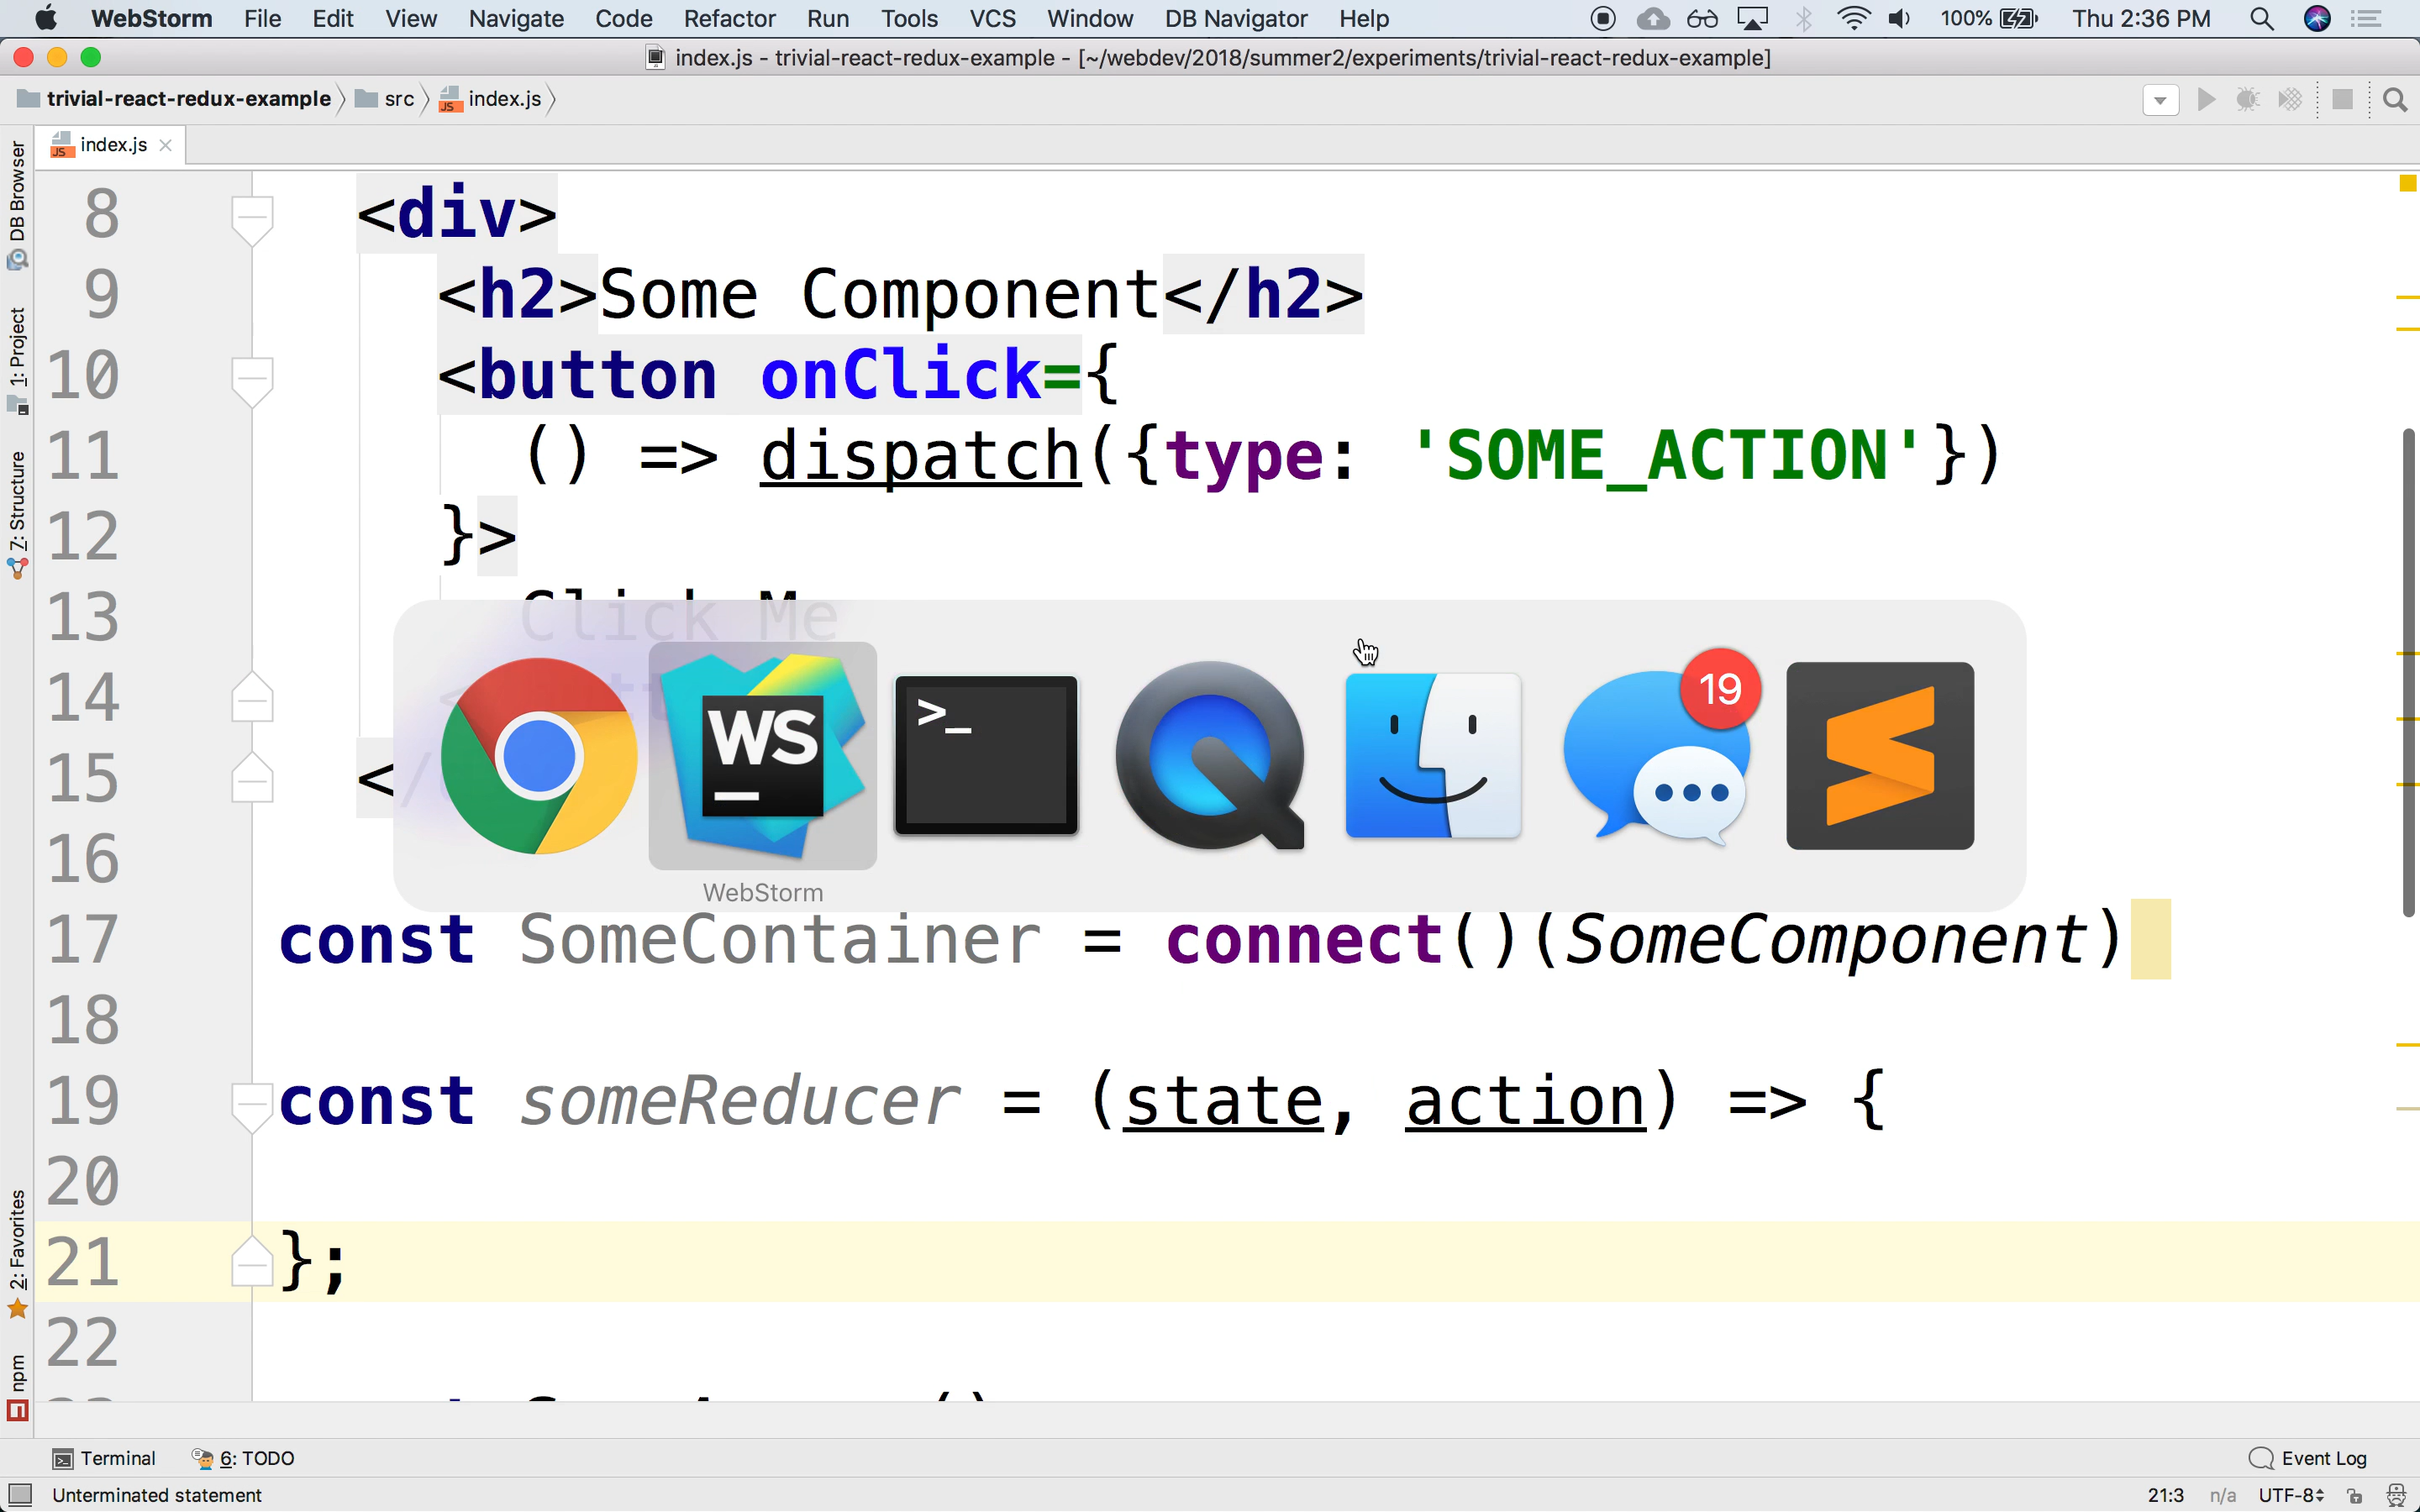 WebStorm File Edit View Navigate Code Refactor Run Tools VCS Window DB Navigator Help 100% Thu 2:36 PM
index.js - trivial-react-redux-example - [~/webdev/2018/summer2/experiments/trivial-react-redux-example]
trivial-react-redux-example src index.js
index.js
DB Browser
1: Project
7: Structure
2: Favorites
npm
8 <div>
9 <h2>Some Component</h2>
10 <button onClick={
11 () => dispatch({type: 'SOME_ACTION'})
12 }>
13 Click Me
14
15 </
16
17 const SomeContainer = connect()(SomeComponent)
18
19 const someReducer = (state, action) => {
20
21 };
22
WS
>_
19
WebStorm
Terminal 6: TODO Event Log
Unterminated statement 21:3 n/a UTF-8